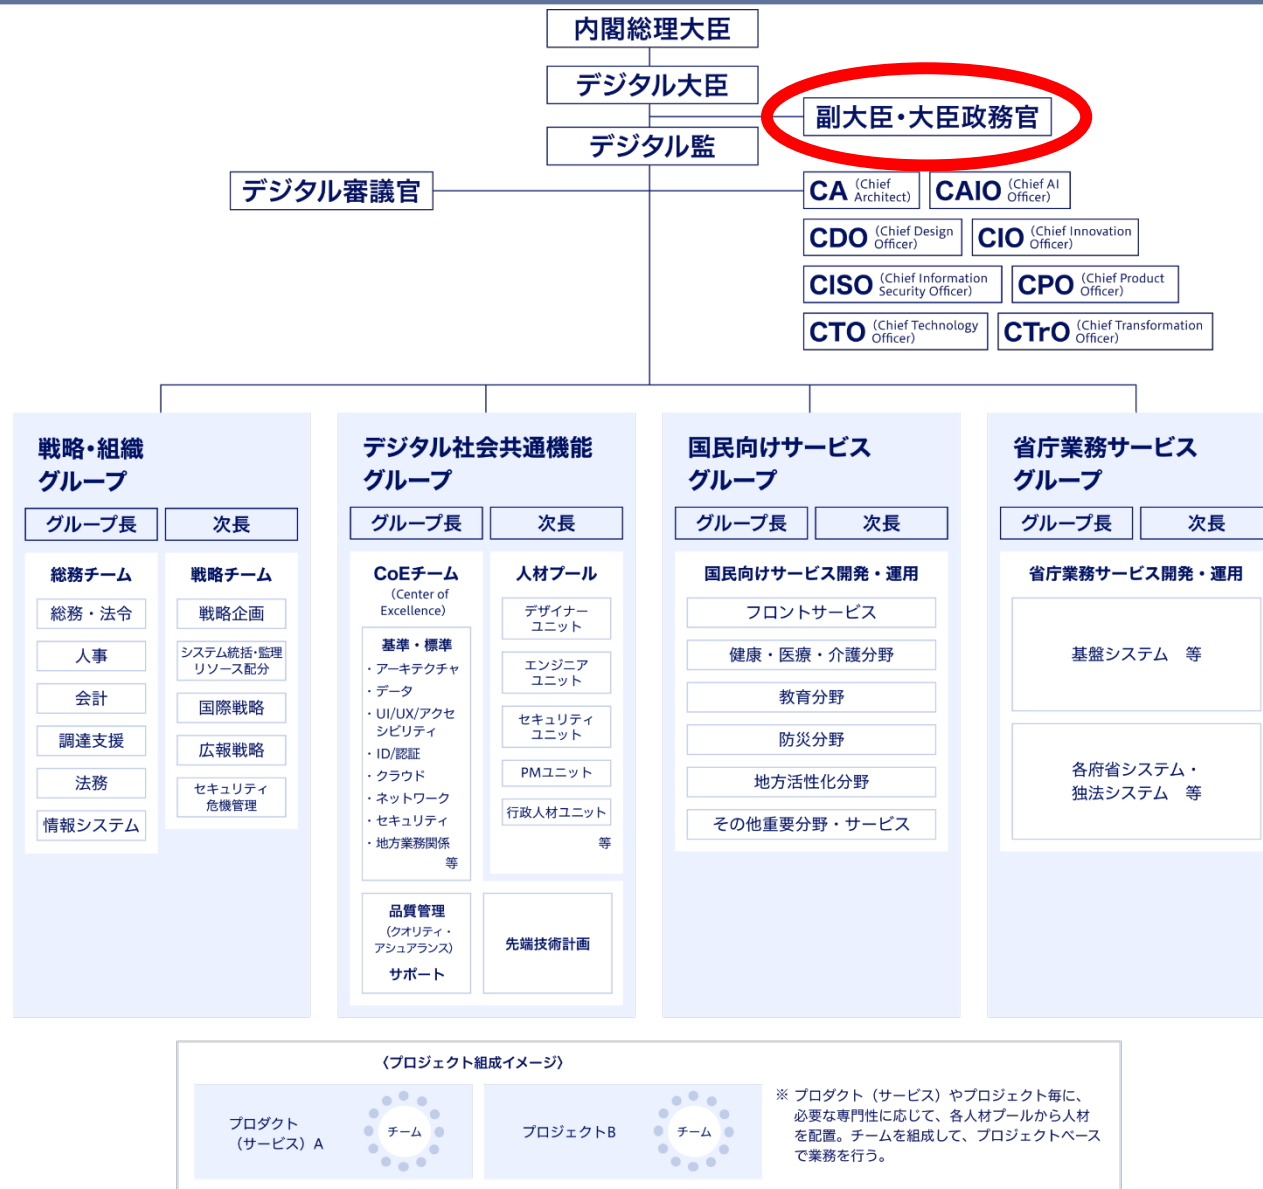 内閣総理大臣
デジタル大臣
副大臣・大臣政務官
デジタル監
デジタル審議官
CA (Chief
Architect)
CAIO (Chief AI
Officer)
CDO (Chief Design
Officer)
CIO (Chief Innovation
Officer)
CISO (Chief Information
Security Officer)
CPO (Chief Product
Officer)
CTO (Chief Technology
Officer)
CTrO (Chief Transformation
Officer)
戦略・組織
グループ
グループ長
次長
総務チーム
総務・法令
人事
会計
調達支援
法務
情報システム
戦略チーム
戦略企画
システム統括・監理
リソース配分
国際戦略
広報戦略
セキュリティ
危機管理
デジタル社会共通機能
グループ
グループ長
次長
CoEチーム
(Center of
Excellence)
基準・標準
・アーキテクチャ
・データ
・UI/UX/アクセ
シビリティ
・ID/認証
・クラウド
・ネットワーク
・セキュリティ
・地方業務関係
等
品質管理
(クオリティ・
アシュアランス)
サポート
人材プール
デザイナー
ユニット
エンジニア
ユニット
セキュリティ
ユニット
PMユニット
行政人材ユニット
等
先端技術計画
国民向けサービス
グループ
グループ長
次長
国民向けサービス開発・運用
フロントサービス
健康・医療・介護分野
教育分野
防災分野
地方活性化分野
その他重要分野・サービス
省庁業務サービス
グループ
グループ長
次長
省庁業務サービス開発・運用
基盤システム 等
各府省システム・
独法システム 等
〈プロジェクト組成イメージ〉
プロダクト
(サービス) A
チーム
プロジェクトB
チーム
※ プロダクト（サービス）やプロジェクト毎に、
必要な専門性に応じて、各人材プールから人材
を配置。チームを組成して、プロジェクトベース
で業務を行う。